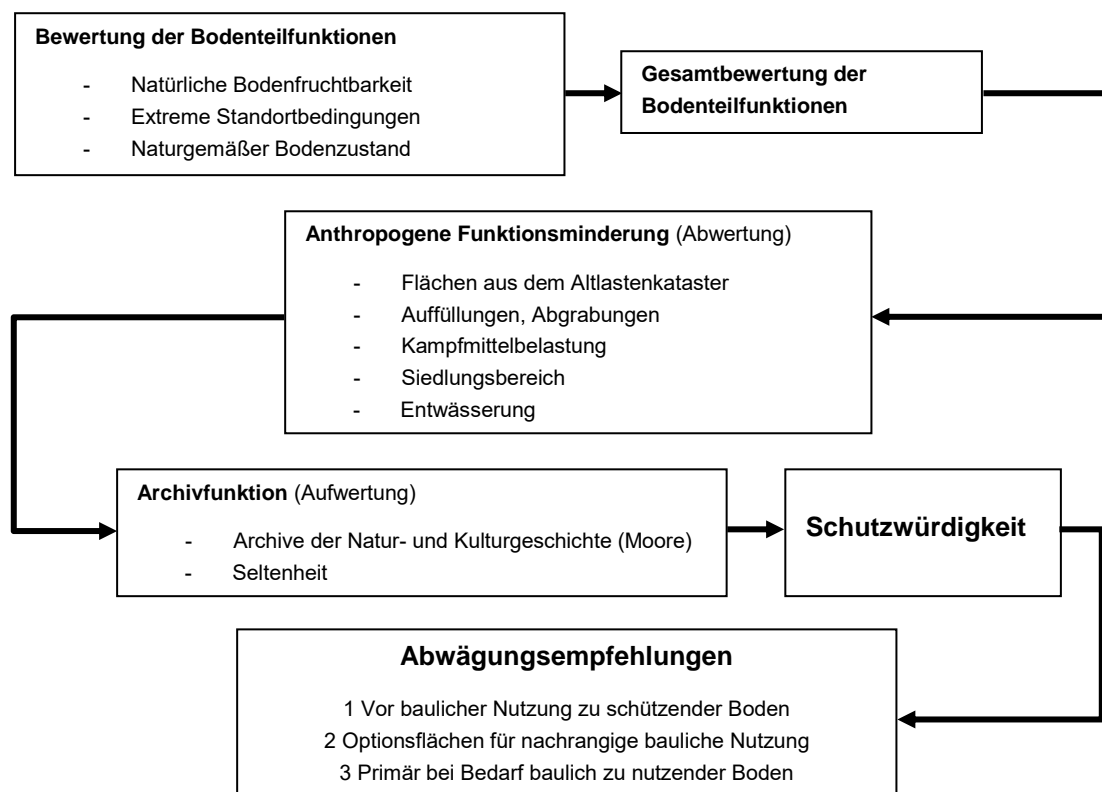 Bewertung der Bodenteilfunktionen
- Natürliche Bodenfruchtbarkeit
- Extreme Standortbedingungen
- Naturgemäßer Bodenzustand
Gesamtbewertung der
Bodenteilfunktionen
Anthropogene Funktionsminderung (Abwertung)
- Flächen aus dem Altlastenkataster
- Auffüllungen, Abgrabungen
- Kampfmittelbelastung
- Siedlungsbereich
- Entwässerung
Archivfunktion (Aufwertung)
- Archive der Natur- und Kulturgeschichte (Moore)
- Seltenheit
Schutzwürdigkeit
Abwägungsempfehlungen
1 Vor baulicher Nutzung zu schützender Boden
2 Optionsflächen für nachrangige bauliche Nutzung
3 Primär bei Bedarf baulich zu nutzender Boden